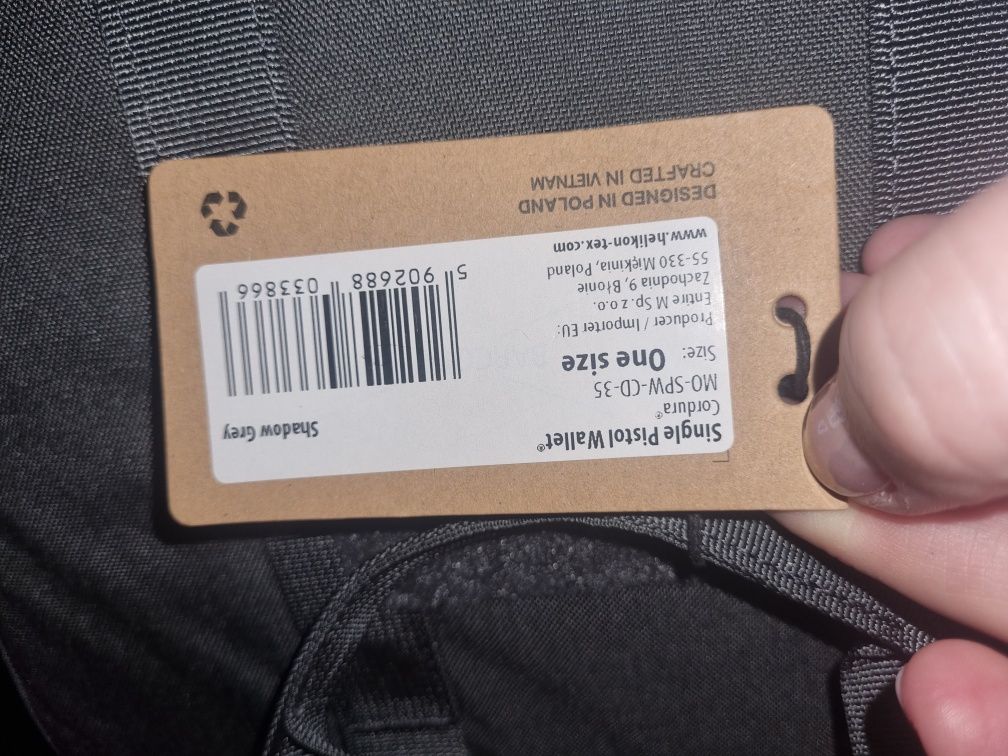 Single Pistol Wallet®
Cordura®
Shadow Grey
MO-SPW-CD-35
Size: One size
Producer / Importer EU:
Entire M Sp. z o.o.
Zachodnia 9, Błonie
55-330 Miękinia, Poland
www.helikon-tex.com
5 902688 033866
DESIGNED IN POLAND
CRAFTED IN VIETNAM